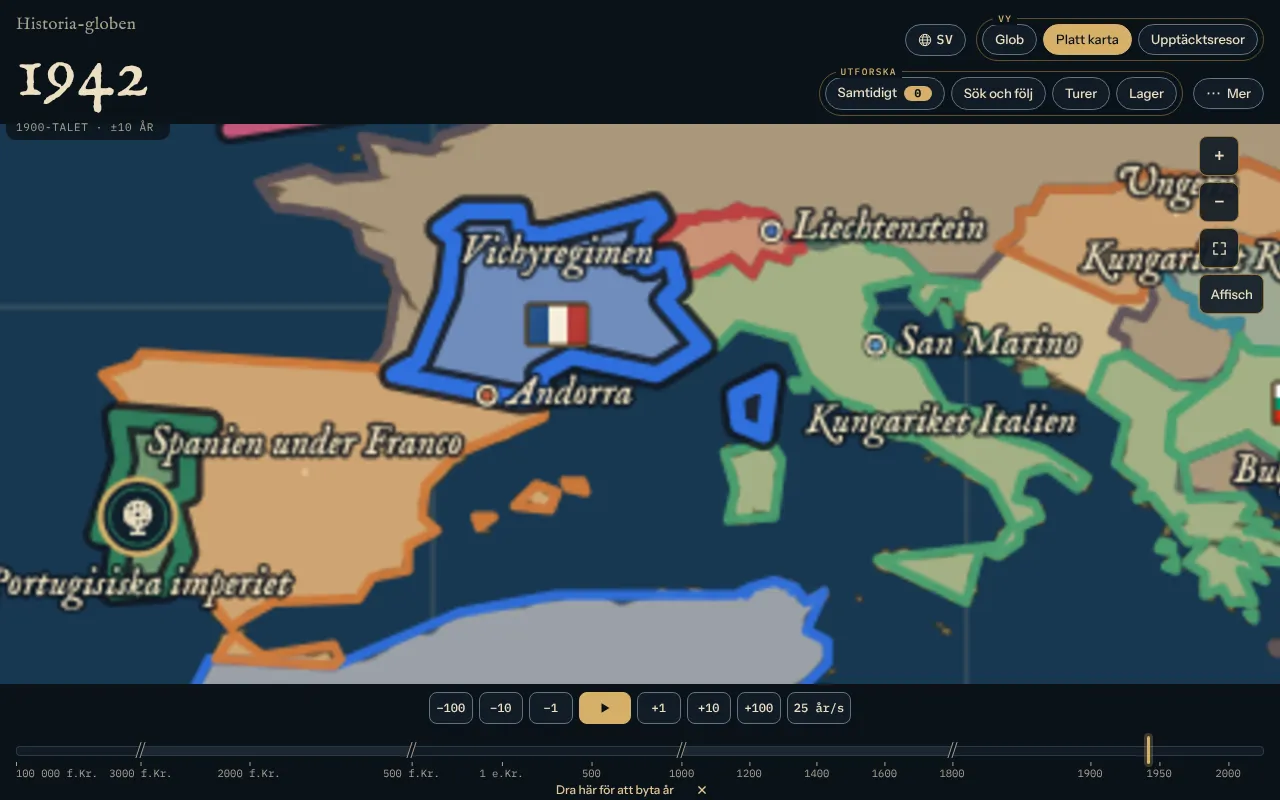 Historia-globen
1942
1900-TALET · ±10 ÅR
SV
VY
Glob
Platt karta
Upptäcktsresor
UTFORSKA
Samtidigt 0
Sök och följ
Turer
Lager
··· Mer
+
−
Affisch
Vichyregimen
Liechtenstein
San Marino
Andorra
Kungariket Italien
Spanien under Franco
Portugisiska imperiet
−100
−10
−1
+1
+10
+100
25 år/s
100 000 f.Kr.
3000 f.Kr.
2000 f.Kr.
500 f.Kr.
1 e.Kr.
500
1000
1200
1400
1600
1800
1900
1950
2000
Dra här för att byta år ×